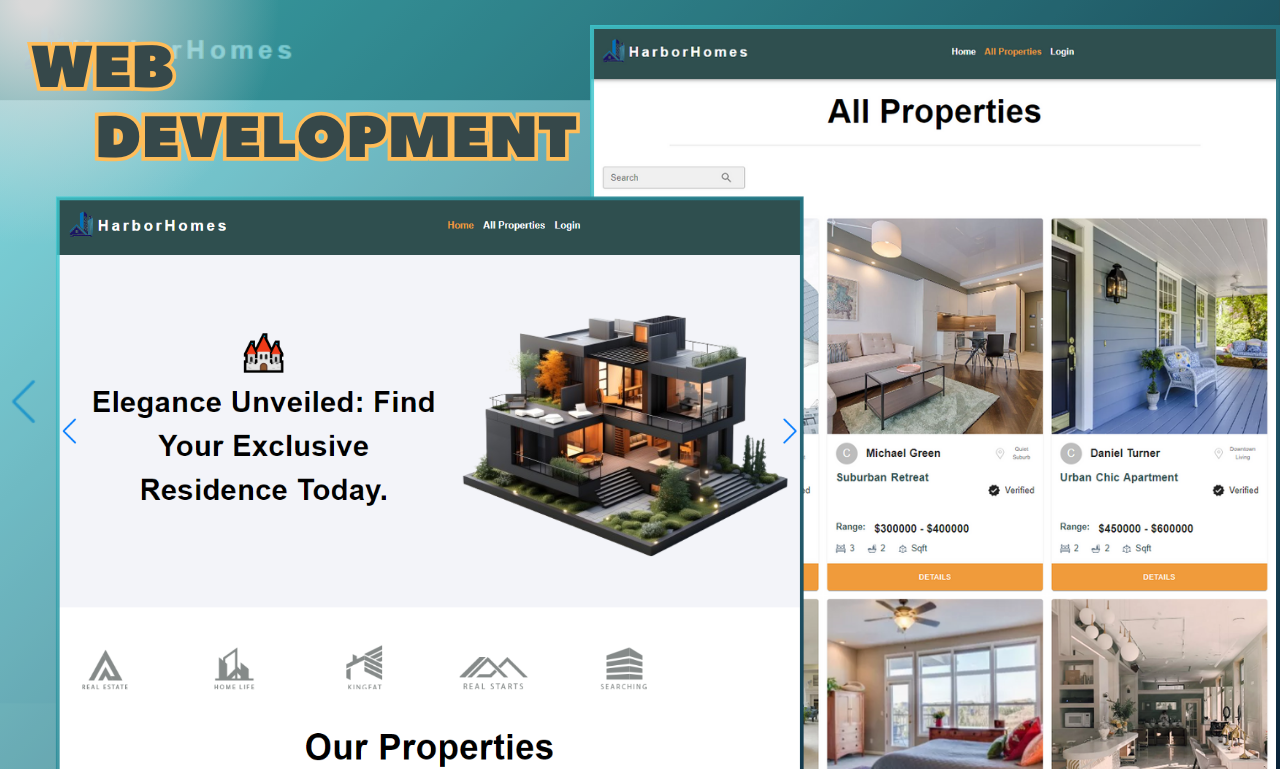 WEB
DEVELOPMENT
rHomes
HarborHomes
Home All Properties Login
All Properties
Search
HarborHomes
Home All Properties Login
Elegance Unveiled: Find
Your Exclusive
Residence Today.
REAL ESTATE
HOME LIFE
KINGFAT
REAL STARTS
SEARCHING
Our Properties
C Michael Green
Quiet
Suburb
Suburban Retreat
Verified
Range: $300000 - $400000
3 2 Sqft
DETAILS
C Daniel Turner
Downtown
Living
Urban Chic Apartment
Verified
Range: $450000 - $600000
2 2 Sqft
DETAILS